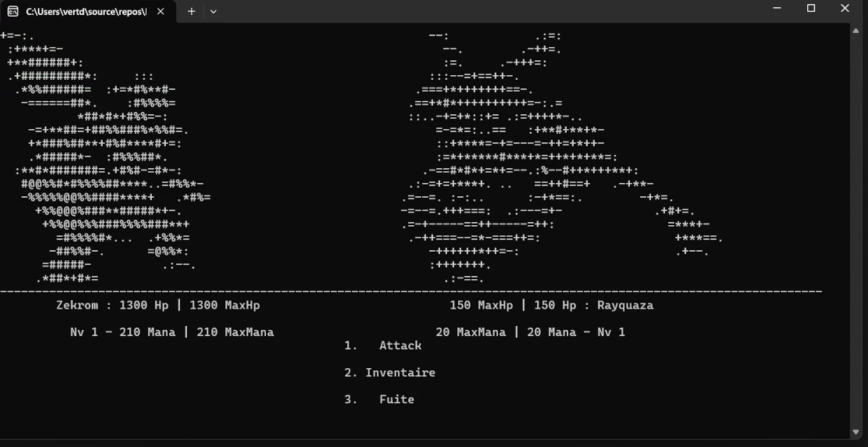 C:\Users\vertd\source\repos\
Zekrom : 1300 Hp | 1300 MaxHp 150 MaxHp | 150 Hp : Rayquaza
Nv 1 - 210 Mana | 210 MaxMana 20 MaxMana | 20 Mana - Nv 1
1. Attack
2. Inventaire
3. Fuite